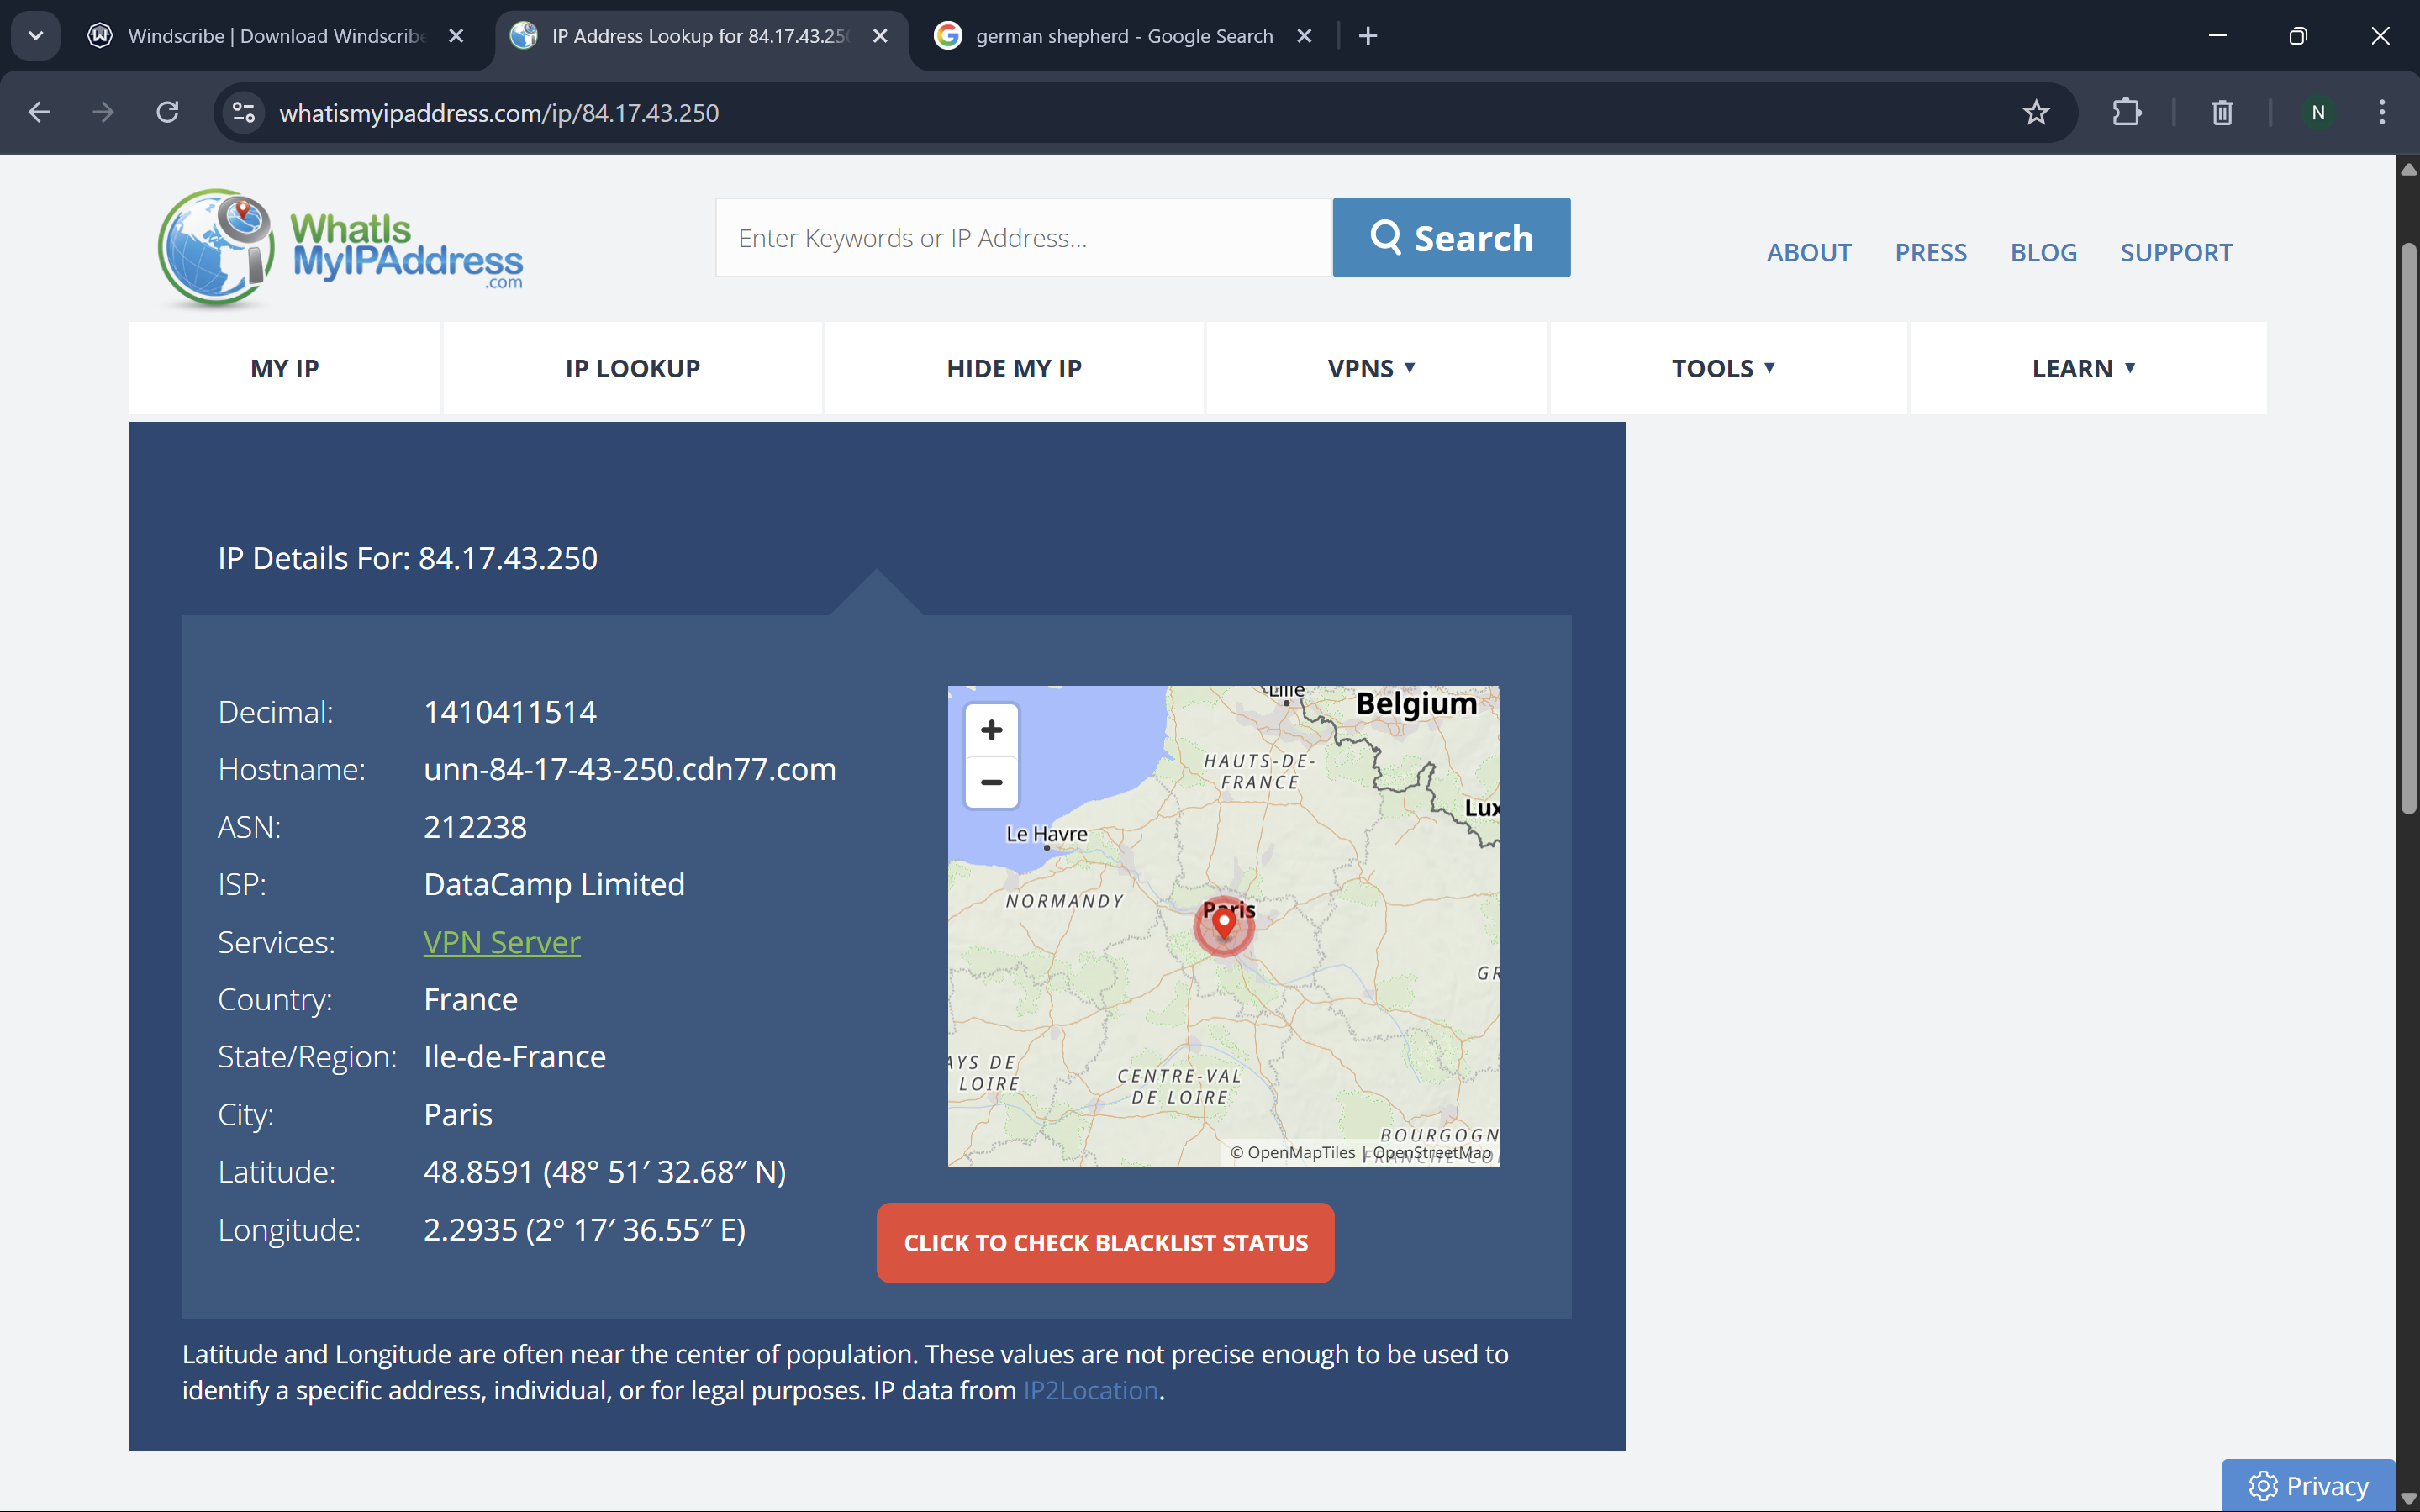 Windscribe | Download Windscribe
IP Address Lookup for 84.17.43.250
german shepherd - Google Search
whatismyipaddress.com/ip/84.17.43.250
N
WhatIs
MyIPAddress
.com
Enter Keywords or IP Address...
Search
ABOUT PRESS BLOG SUPPORT
MY IP IP LOOKUP HIDE MY IP VPNS ▼ TOOLS ▼ LEARN ▼
IP Details For: 84.17.43.250
Decimal: 1410411514
Hostname: unn-84-17-43-250.cdn77.com
ASN: 212238
ISP: DataCamp Limited
Services: VPN Server
Country: France
State/Region: Ile-de-France
City: Paris
Latitude: 48.8591 (48° 51′ 32.68″ N)
Longitude: 2.2935 (2° 17′ 36.55″ E)
+
−
Lille
Belgium
HAUTS-DE-
FRANCE
Lux
Le Havre
NORMANDY
Paris
GR
AYS DE
LOIRE
CENTRE-VAL
DE LOIRE
BOURGOGN
FRANCHE-CO
© OpenMapTiles | OpenStreetMap
CLICK TO CHECK BLACKLIST STATUS
Latitude and Longitude are often near the center of population. These values are not precise enough to be used to
identify a specific address, individual, or for legal purposes. IP data from IP2Location.
Privacy